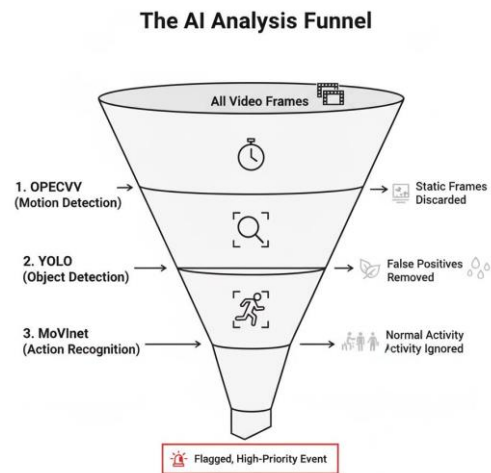 The AI Analysis Funnel
All Video Frames
1. OPECVV
(Motion Detection)
Static Frames
Discarded
2. YOLO
(Object Detection)
False Positives
Removed
3. MoVInet
(Action Recognition)
Normal Activity
Activity Ignored
Flagged, High-Priority Event